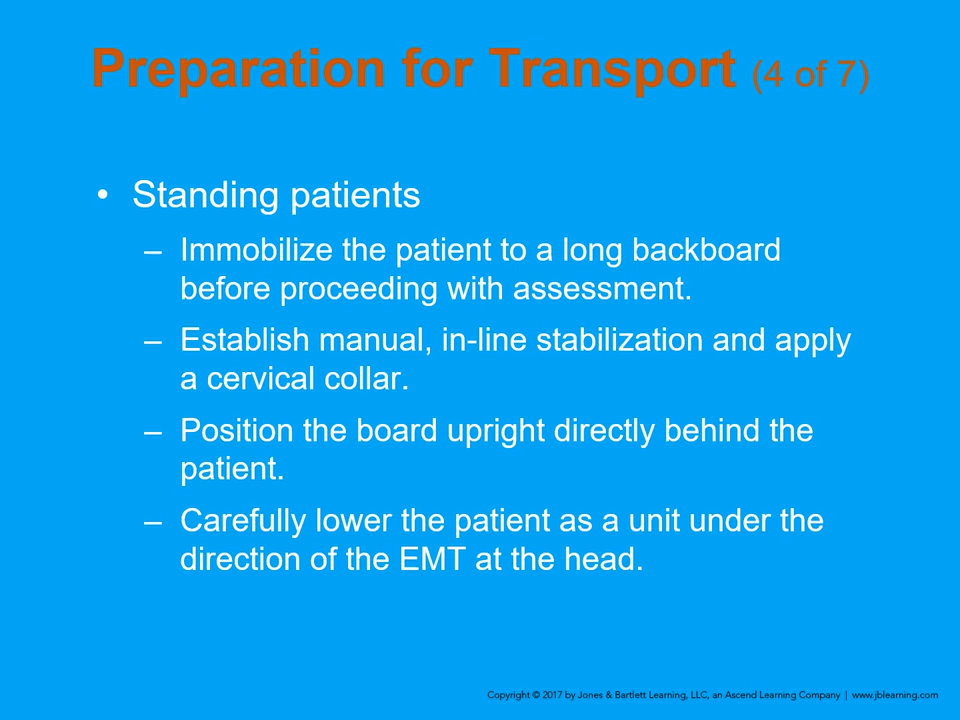 Preparation for Transport (4 of 7)
• Standing patients
– Immobilize the patient to a long backboard
before proceeding with assessment.
– Establish manual, in-line stabilization and apply
a cervical collar.
– Position the board upright directly behind the
patient.
– Carefully lower the patient as a unit under the
direction of the EMT at the head.
Copyright © 2017 by Jones & Bartlett Learning, LLC, an Ascend Learning Company | www.jblearning.com